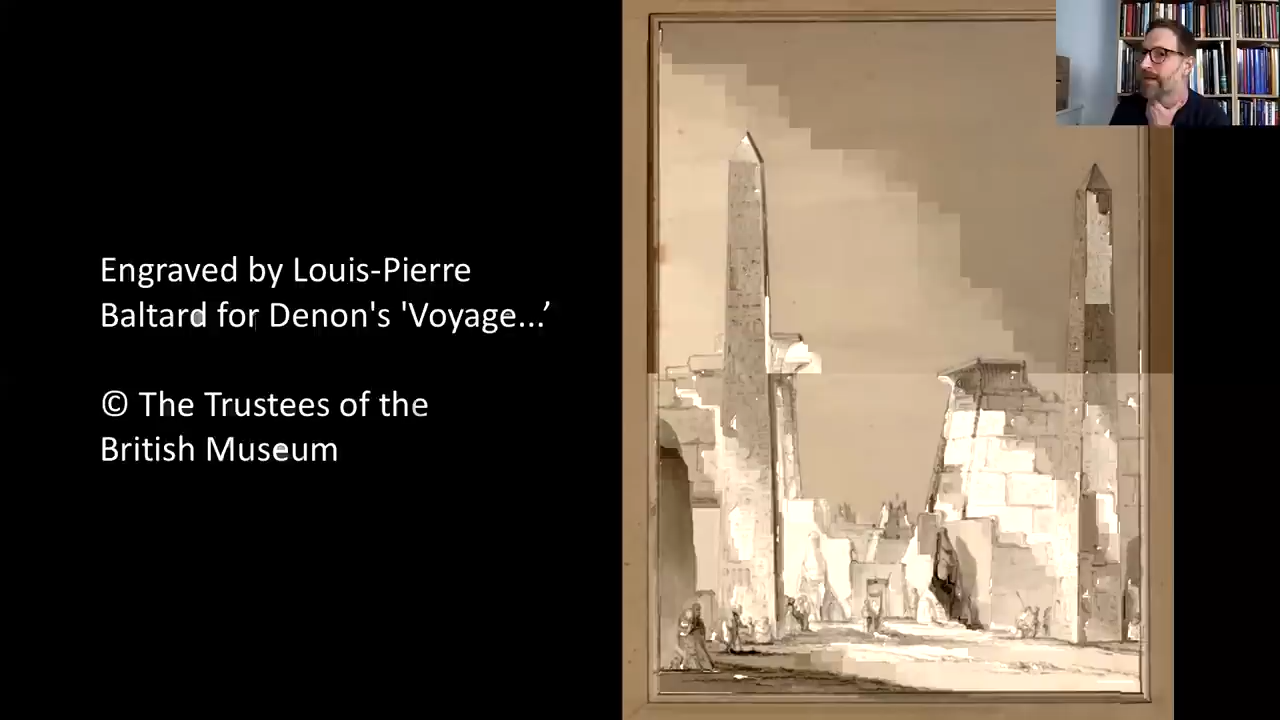 Engraved by Louis-Pierre
Baltard for Denon's 'Voyage...’
© The Trustees of the
British Museum